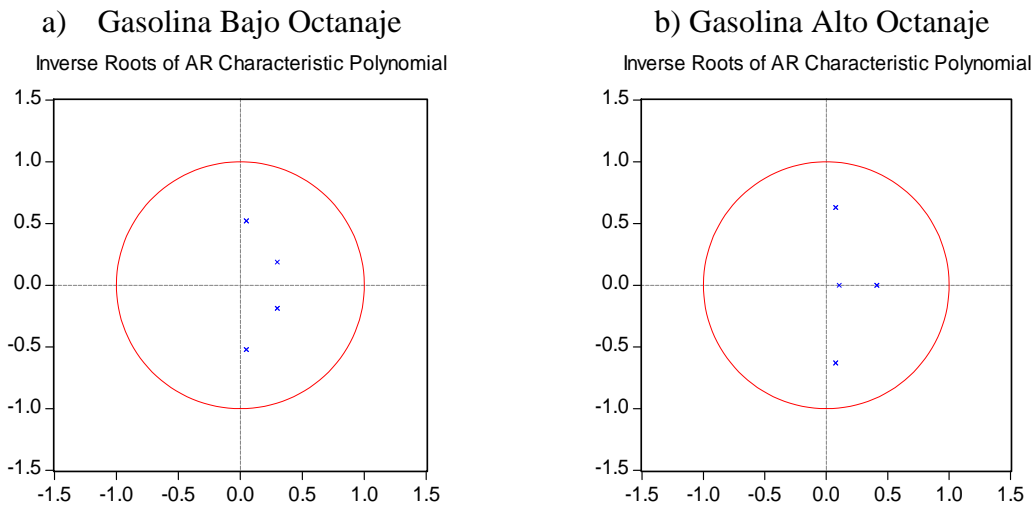 a) Gasolina Bajo Octanaje
Inverse Roots of AR Characteristic Polynomial
1.5
1.0
0.5
0.0
-0.5
-1.0
-1.5
-1.5 -1.0 -0.5 0.0 0.5 1.0 1.5
b) Gasolina Alto Octanaje
Inverse Roots of AR Characteristic Polynomial
1.5
1.0
0.5
0.0
-0.5
-1.0
-1.5
-1.5 -1.0 -0.5 0.0 0.5 1.0 1.5